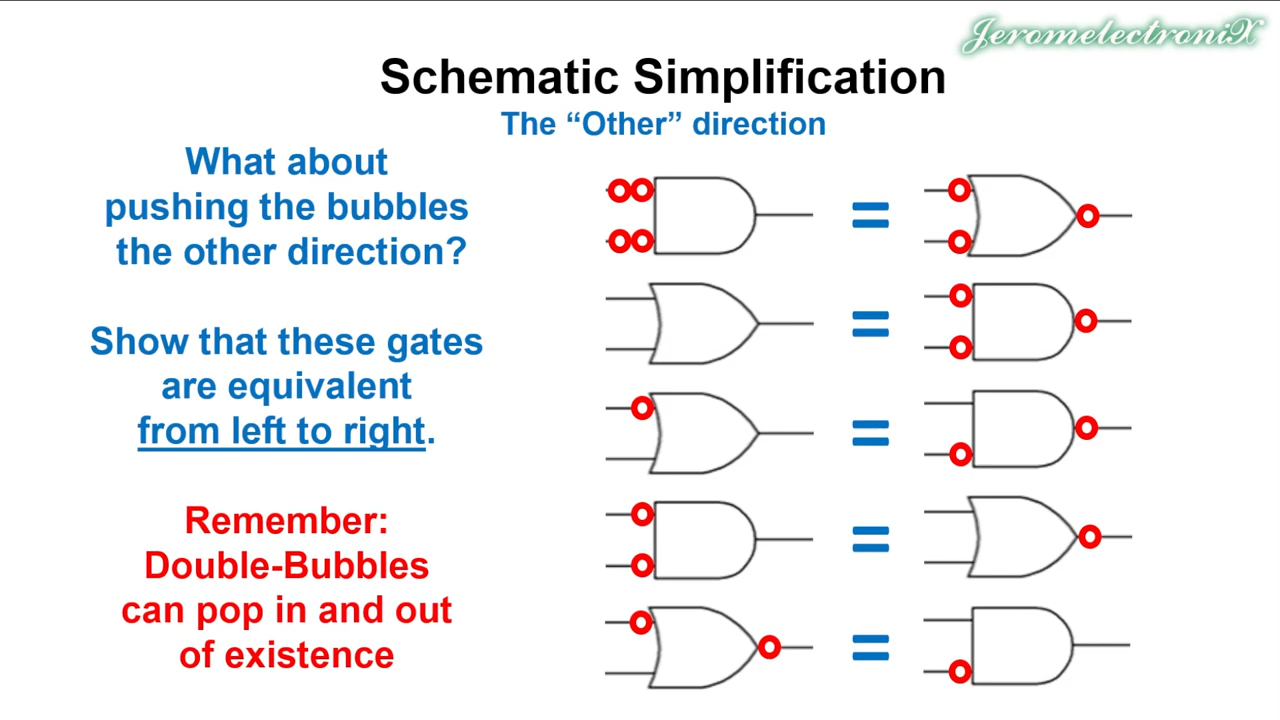 JeromelectroniX
Schematic Simplification
The “Other” direction
What about
pushing the bubbles
the other direction?
Show that these gates
are equivalent
from left to right.
Remember:
Double-Bubbles
can pop in and out
of existence
=
=
=
=
=